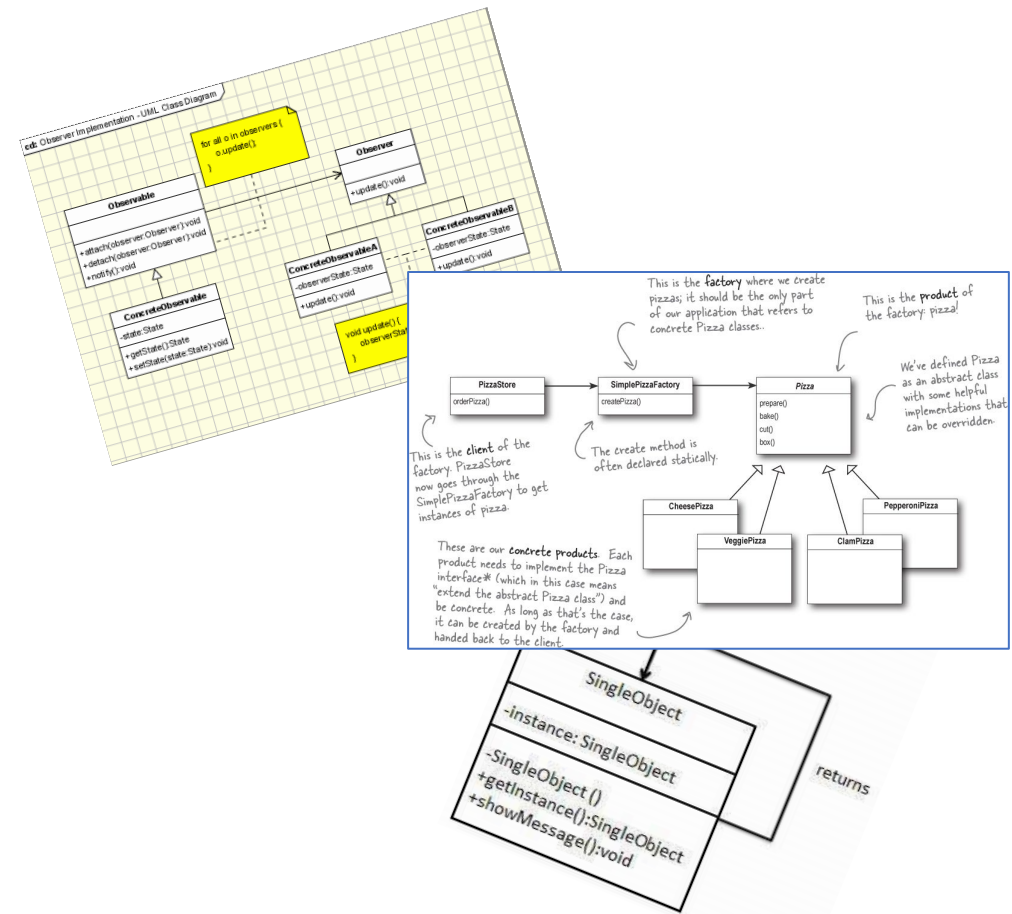 cd: Observer Implementation - UML Class Diagram
for all o in observers {
o.update();
}
Observer
+update():void
Observable
+attach(observer:Observer):void
+detach(observer:Observer):void
+notify():void
ConcreteObservable
-state:State
+getState():State
+setState(state:State):void
ConcreteObservableA
-observerState:State
+update():void
ConcreteObservableB
-observerState:State
+update():void
void update() {
observerStat
}
This is the factory where we create
pizzas; it should be the only part
of our application that refers to
concrete Pizza classes..
This is the product of
the factory: pizza!
We've defined Pizza
as an abstract class
with some helpful
implementations that
can be overridden.
PizzaStore
orderPizza()
SimplePizzaFactory
createPizza()
Pizza
prepare()
bake()
cut()
box()
This is the client of the
factory. PizzaStore
now goes through the
SimplePizzaFactory to get
instances of pizza.
The create method is
often declared statically.
CheesePizza
VeggiePizza
ClamPizza
PepperoniPizza
These are our concrete products. Each
product needs to implement the Pizza
interface* (which in this case means
"extend the abstract Pizza class") and
be concrete. As long as that's the case,
it can be created by the factory and
handed back to the client.
SingleObject
-instance: SingleObject
-SingleObject ()
+getInstance():SingleObject
+showMessage():void
returns